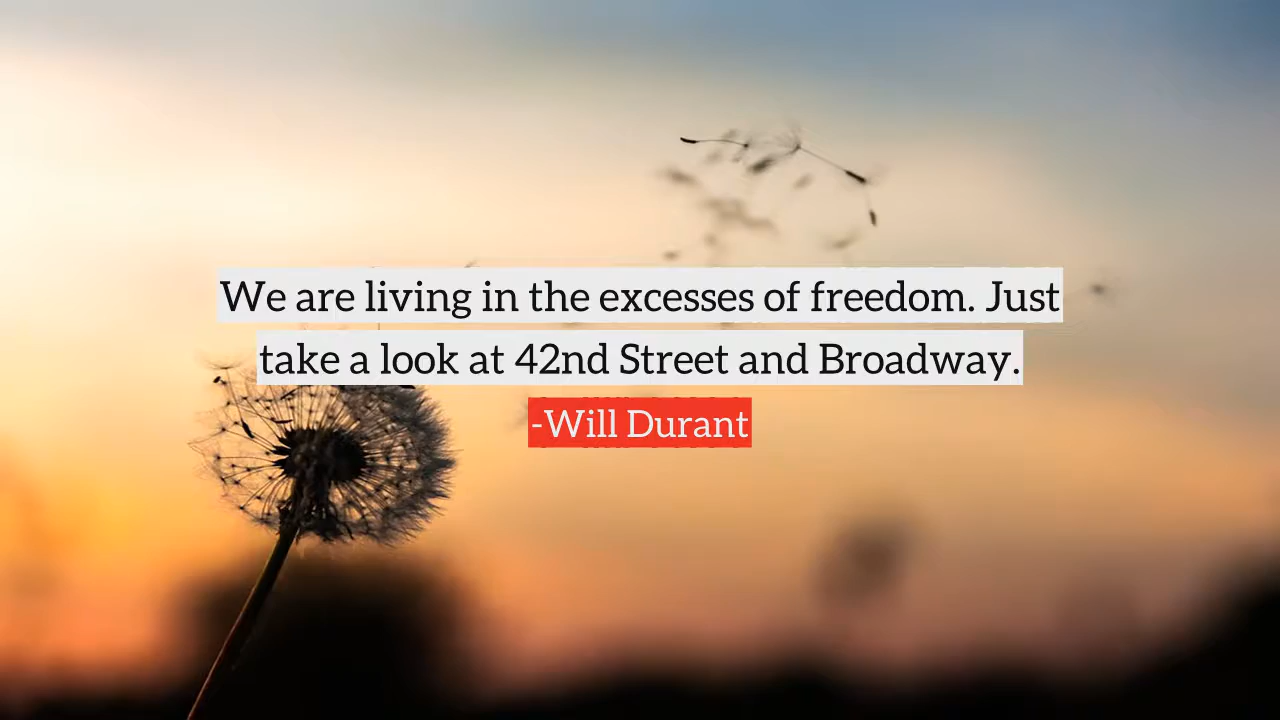 We are living in the excesses of freedom. Just
take a look at 42nd Street and Broadway.
-Will Durant